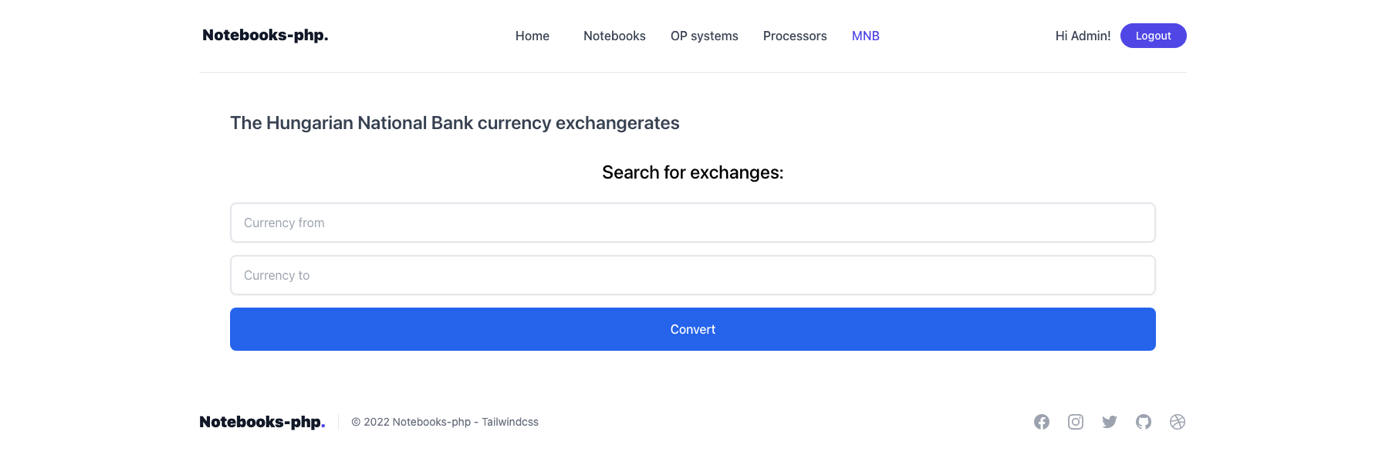 Notebooks-php. Home Notebooks OP systems Processors MNB Hi Admin! Logout
The Hungarian National Bank currency exchangerates
Search for exchanges:
Currency from
Currency to
Convert
Notebooks-php. © 2022 Notebooks-php - Tailwindcss